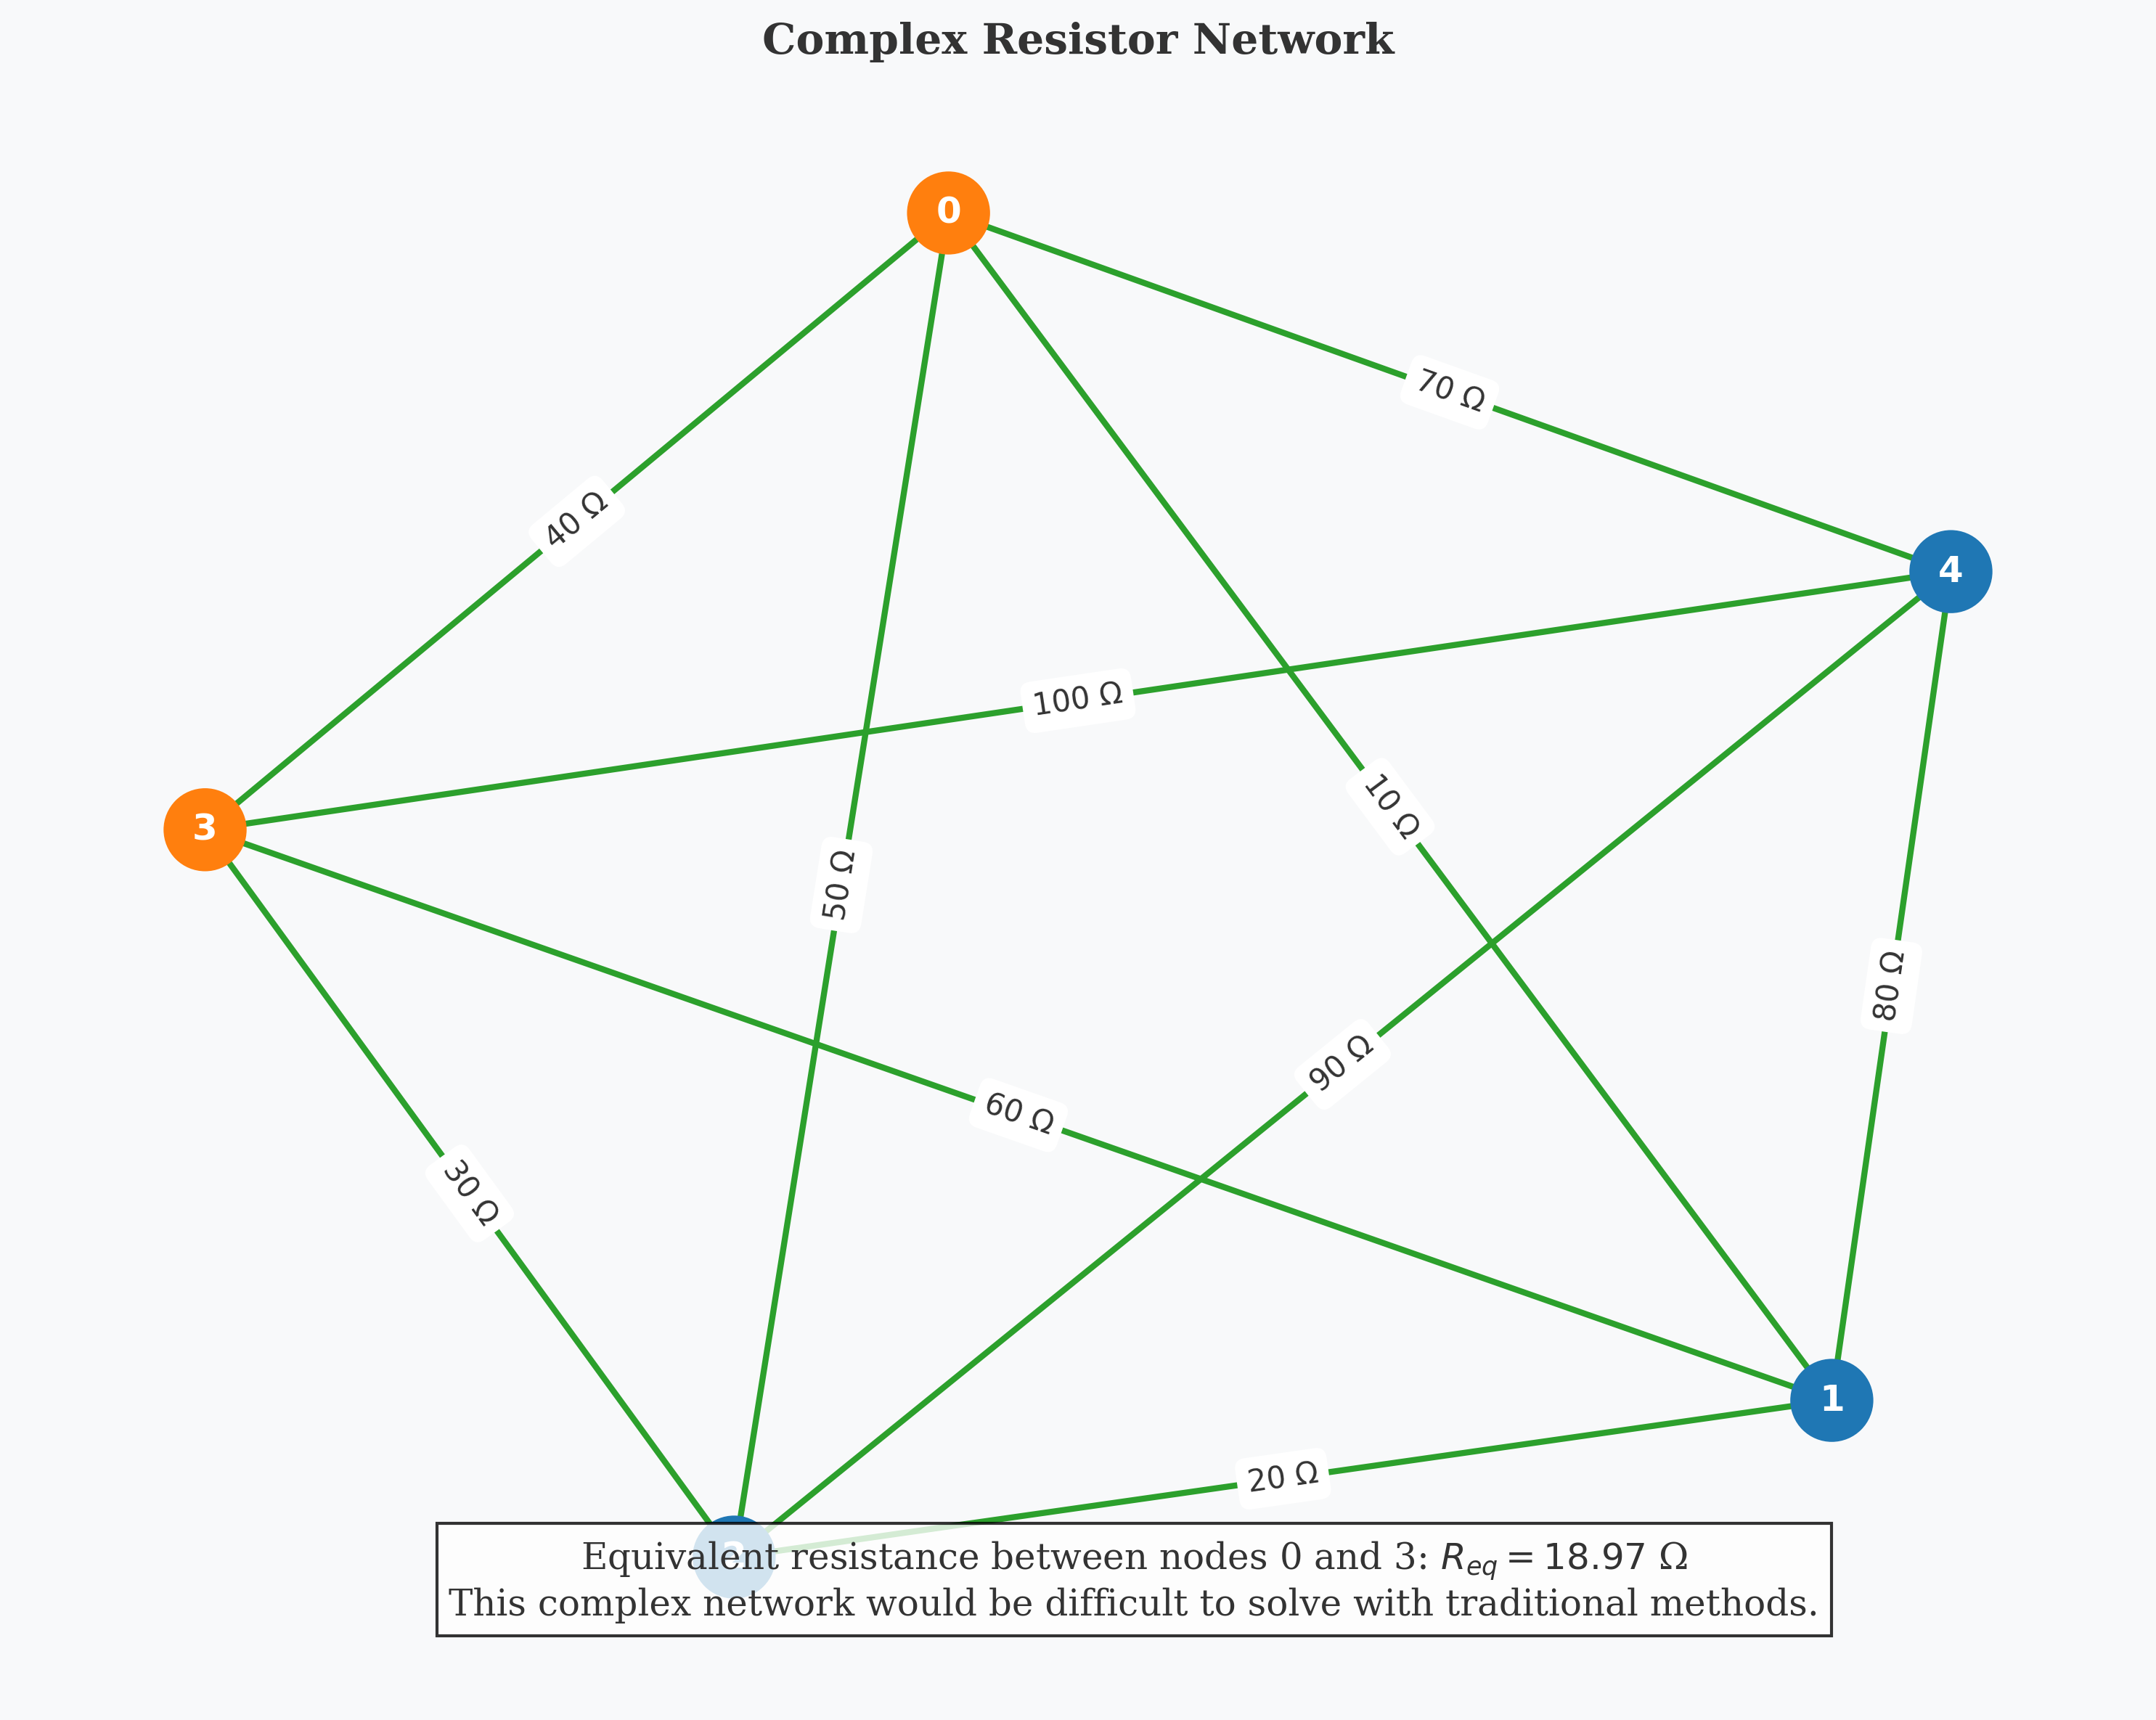 Complex Resistor Network
0
70 Ω
40 Ω
4
100 Ω
10 Ω
3
50 Ω
80 Ω
90 Ω
60 Ω
30 Ω
1
20 Ω
Equivalent resistance between nodes 0 and 3: R_{eq} = 18.97 Ω
This complex network would be difficult to solve with traditional methods.